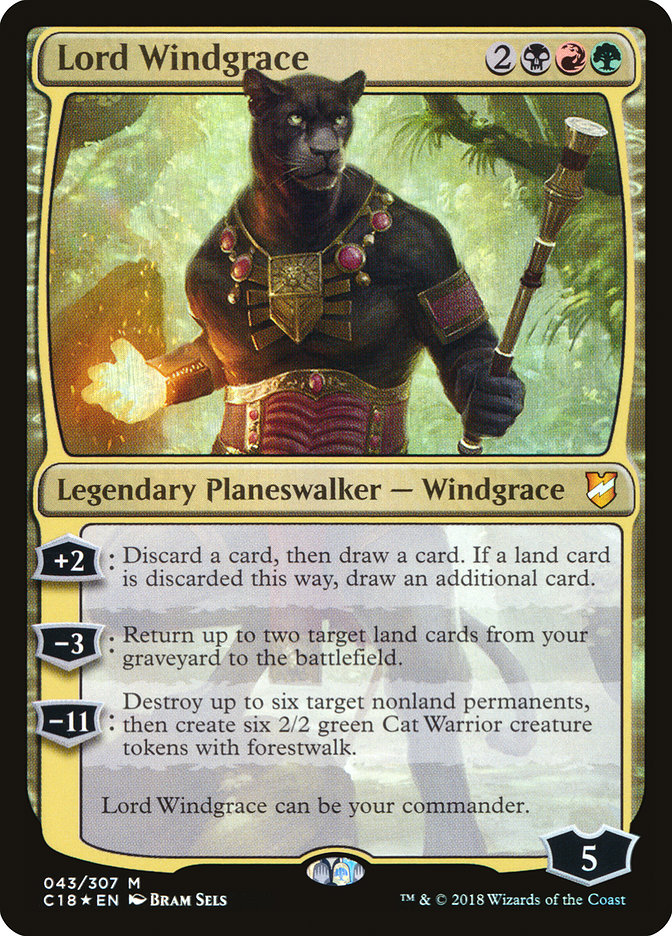 Lord Windgrace 2
Legendary Planeswalker — Windgrace
+2: Discard a card, then draw a card. If a land card
is discarded this way, draw an additional card.
−3: Return up to two target land cards from your
graveyard to the battlefield.
−11: Destroy up to six target nonland permanents,
then create six 2/2 green Cat Warrior creature
tokens with forestwalk.
Lord Windgrace can be your commander.
5
043/307 M
C18★EN Bram Sels
™ & © 2018 Wizards of the Coast